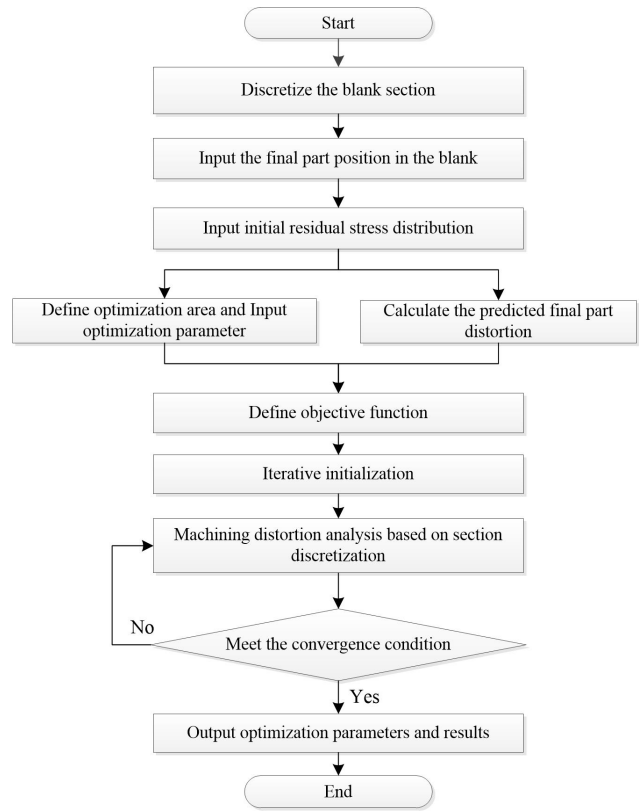 Start
Discretize the blank section
Input the final part position in the blank
Input initial residual stress distribution
Define optimization area and Input
optimization parameter
Calculate the predicted final part
distortion
Define objective function
Iterative initialization
Machining distortion analysis based on section
discretization
No
Meet the convergence condition
Yes
Output optimization parameters and results
End